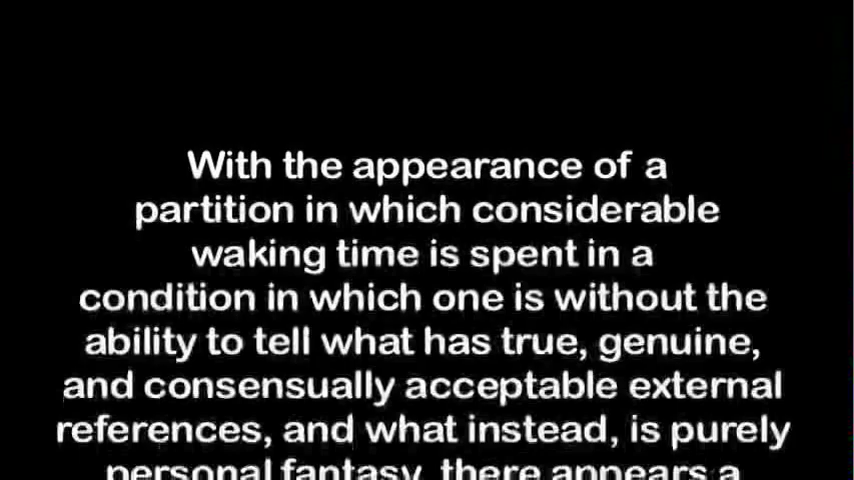 With the appearance of a
partition in which considerable
waking time is spent in a
condition in which one is without the
ability to tell what has true, genuine,
and consensually acceptable external
references, and what instead, is purely
personal fantasy, there appears a